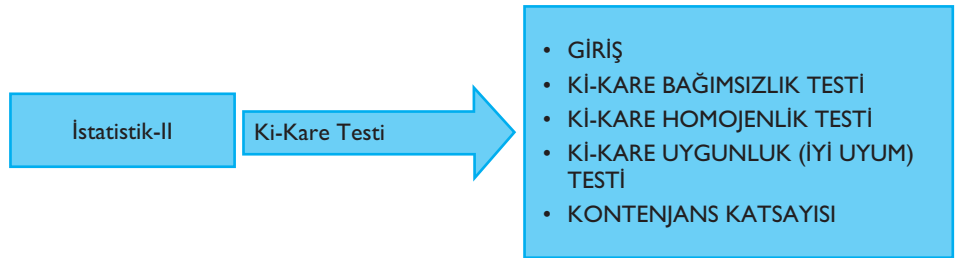 İstatistik-II
Ki-Kare Testi
• GİRİŞ
• Kİ-KARE BAĞIMSIZLIK TESTİ
• Kİ-KARE HOMOJENLİK TESTİ
• Kİ-KARE UYGUNLUK (İYİ UYUM)
TESTİ
• KONTENJANS KATSAYISI